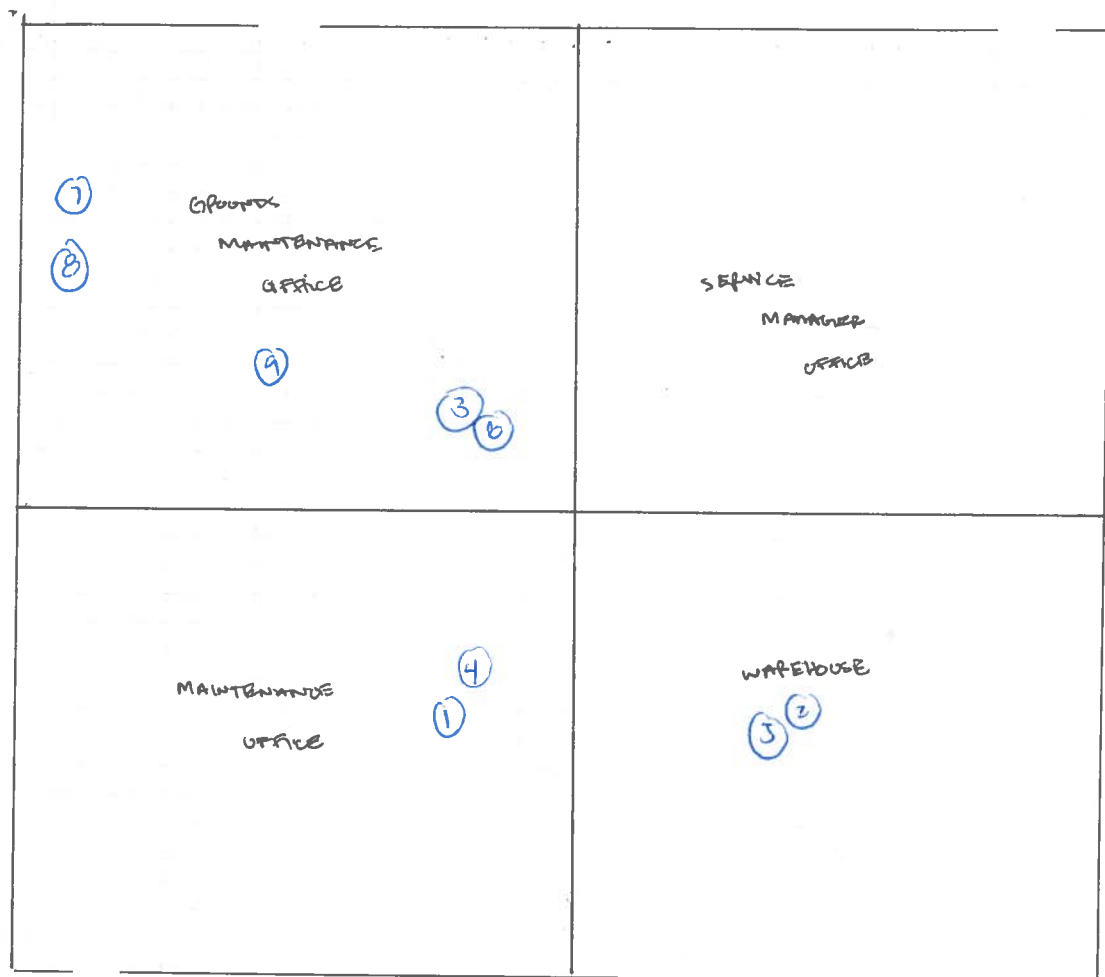 7
GROUNDS
MAINTENANCE
OFFICE
8
9
3
6
SERVICE
MANAGER
OFFICE
4
MAINTENANCE
1
OFFICE
WAREHOUSE
2
5